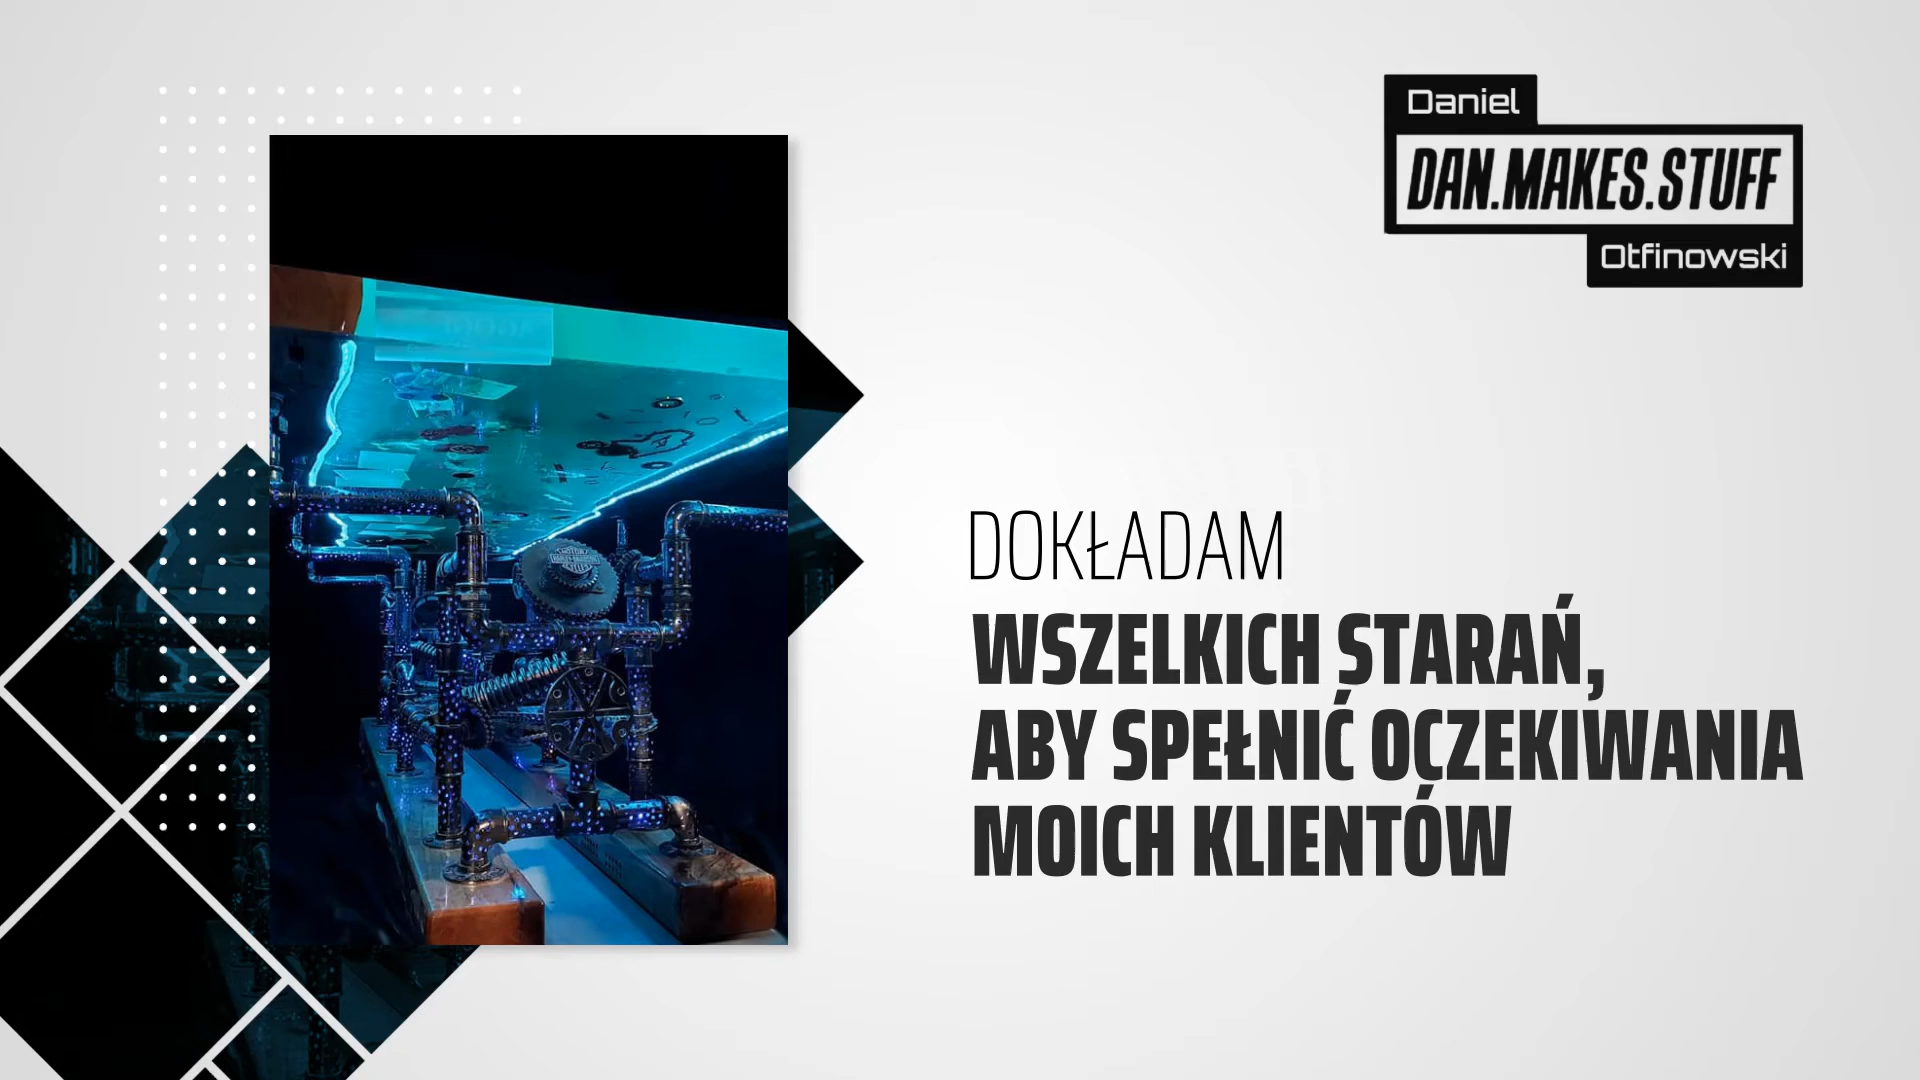 Daniel
DAN.MAKES.STUFF
Otfinowski
DOKŁADAM
WSZELKICH STARAŃ,
ABY SPEŁNIĆ OCZEKIWANIA
MOICH KLIENTÓW